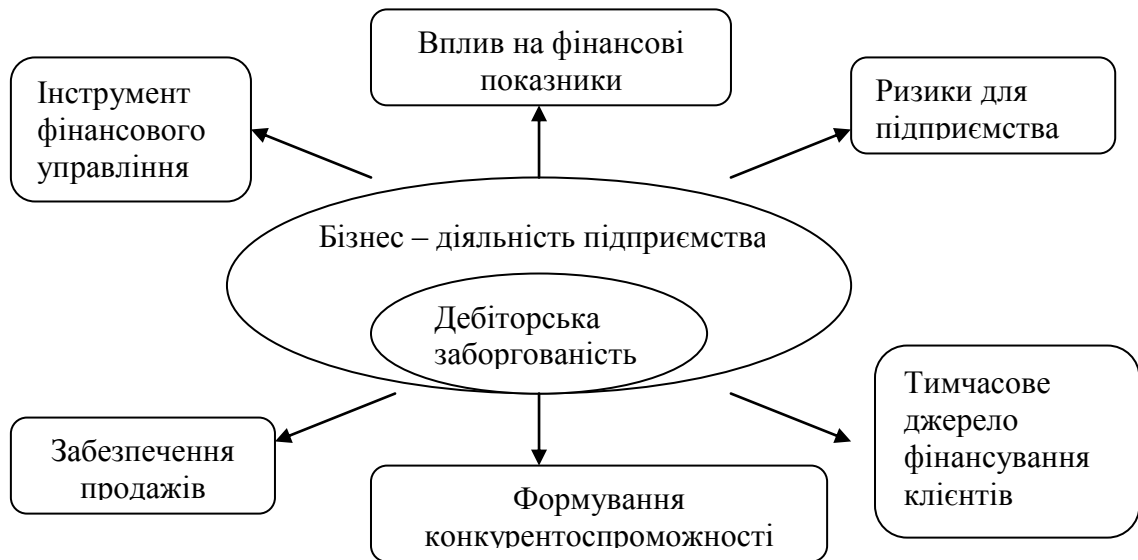 Вплив на фінансові
показники
Інструмент
фінансового
управління
Ризики для
підприємства
Бізнес – діяльність підприємства
Дебіторська
заборгованість
Тимчасове
джерело
фінансування
клієнтів
Забезпечення
продажів
Формування
конкурентоспроможності